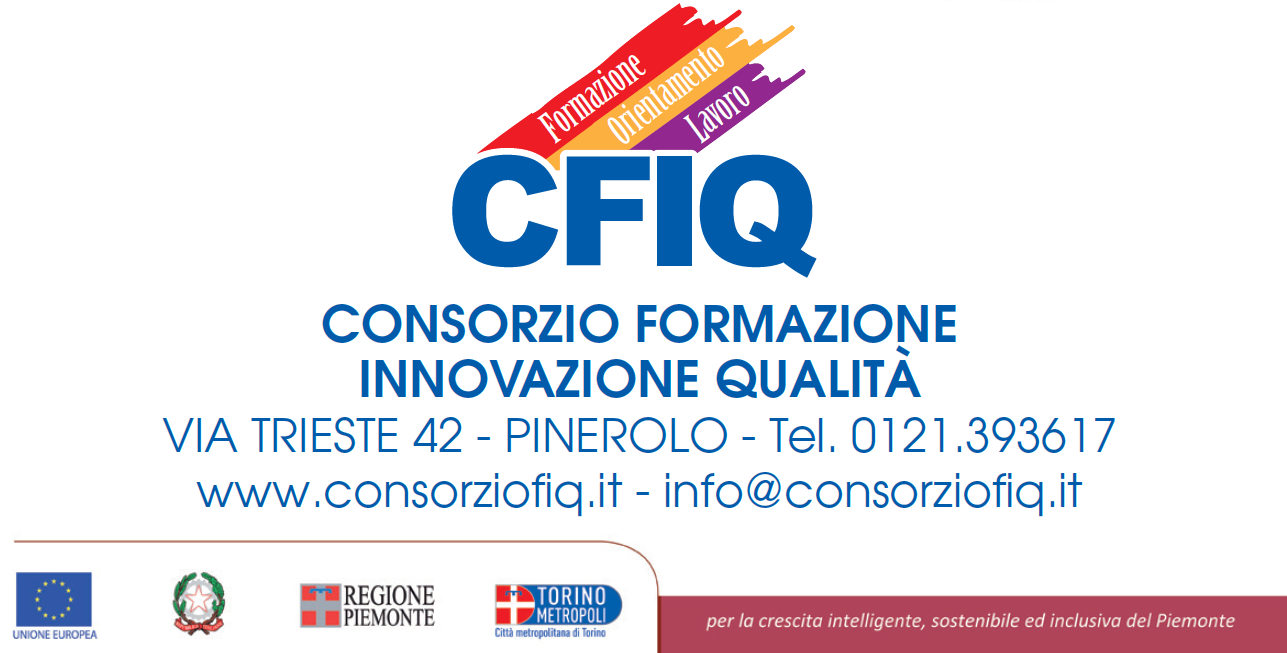 Formazione
Orientamento
Lavoro
CFIQ
CONSORZIO FORMAZIONE
INNOVAZIONE QUALITÀ
VIA TRIESTE 42 - PINEROLO - Tel. 0121.393617
www.consorziofiq.it - info@consorziofiq.it
UNIONE EUROPEA
REGIONE
PIEMONTE
TORINO
METROPOLI
Città metropolitana di Torino
per la crescita intelligente, sostenibile ed inclusiva del Piemonte